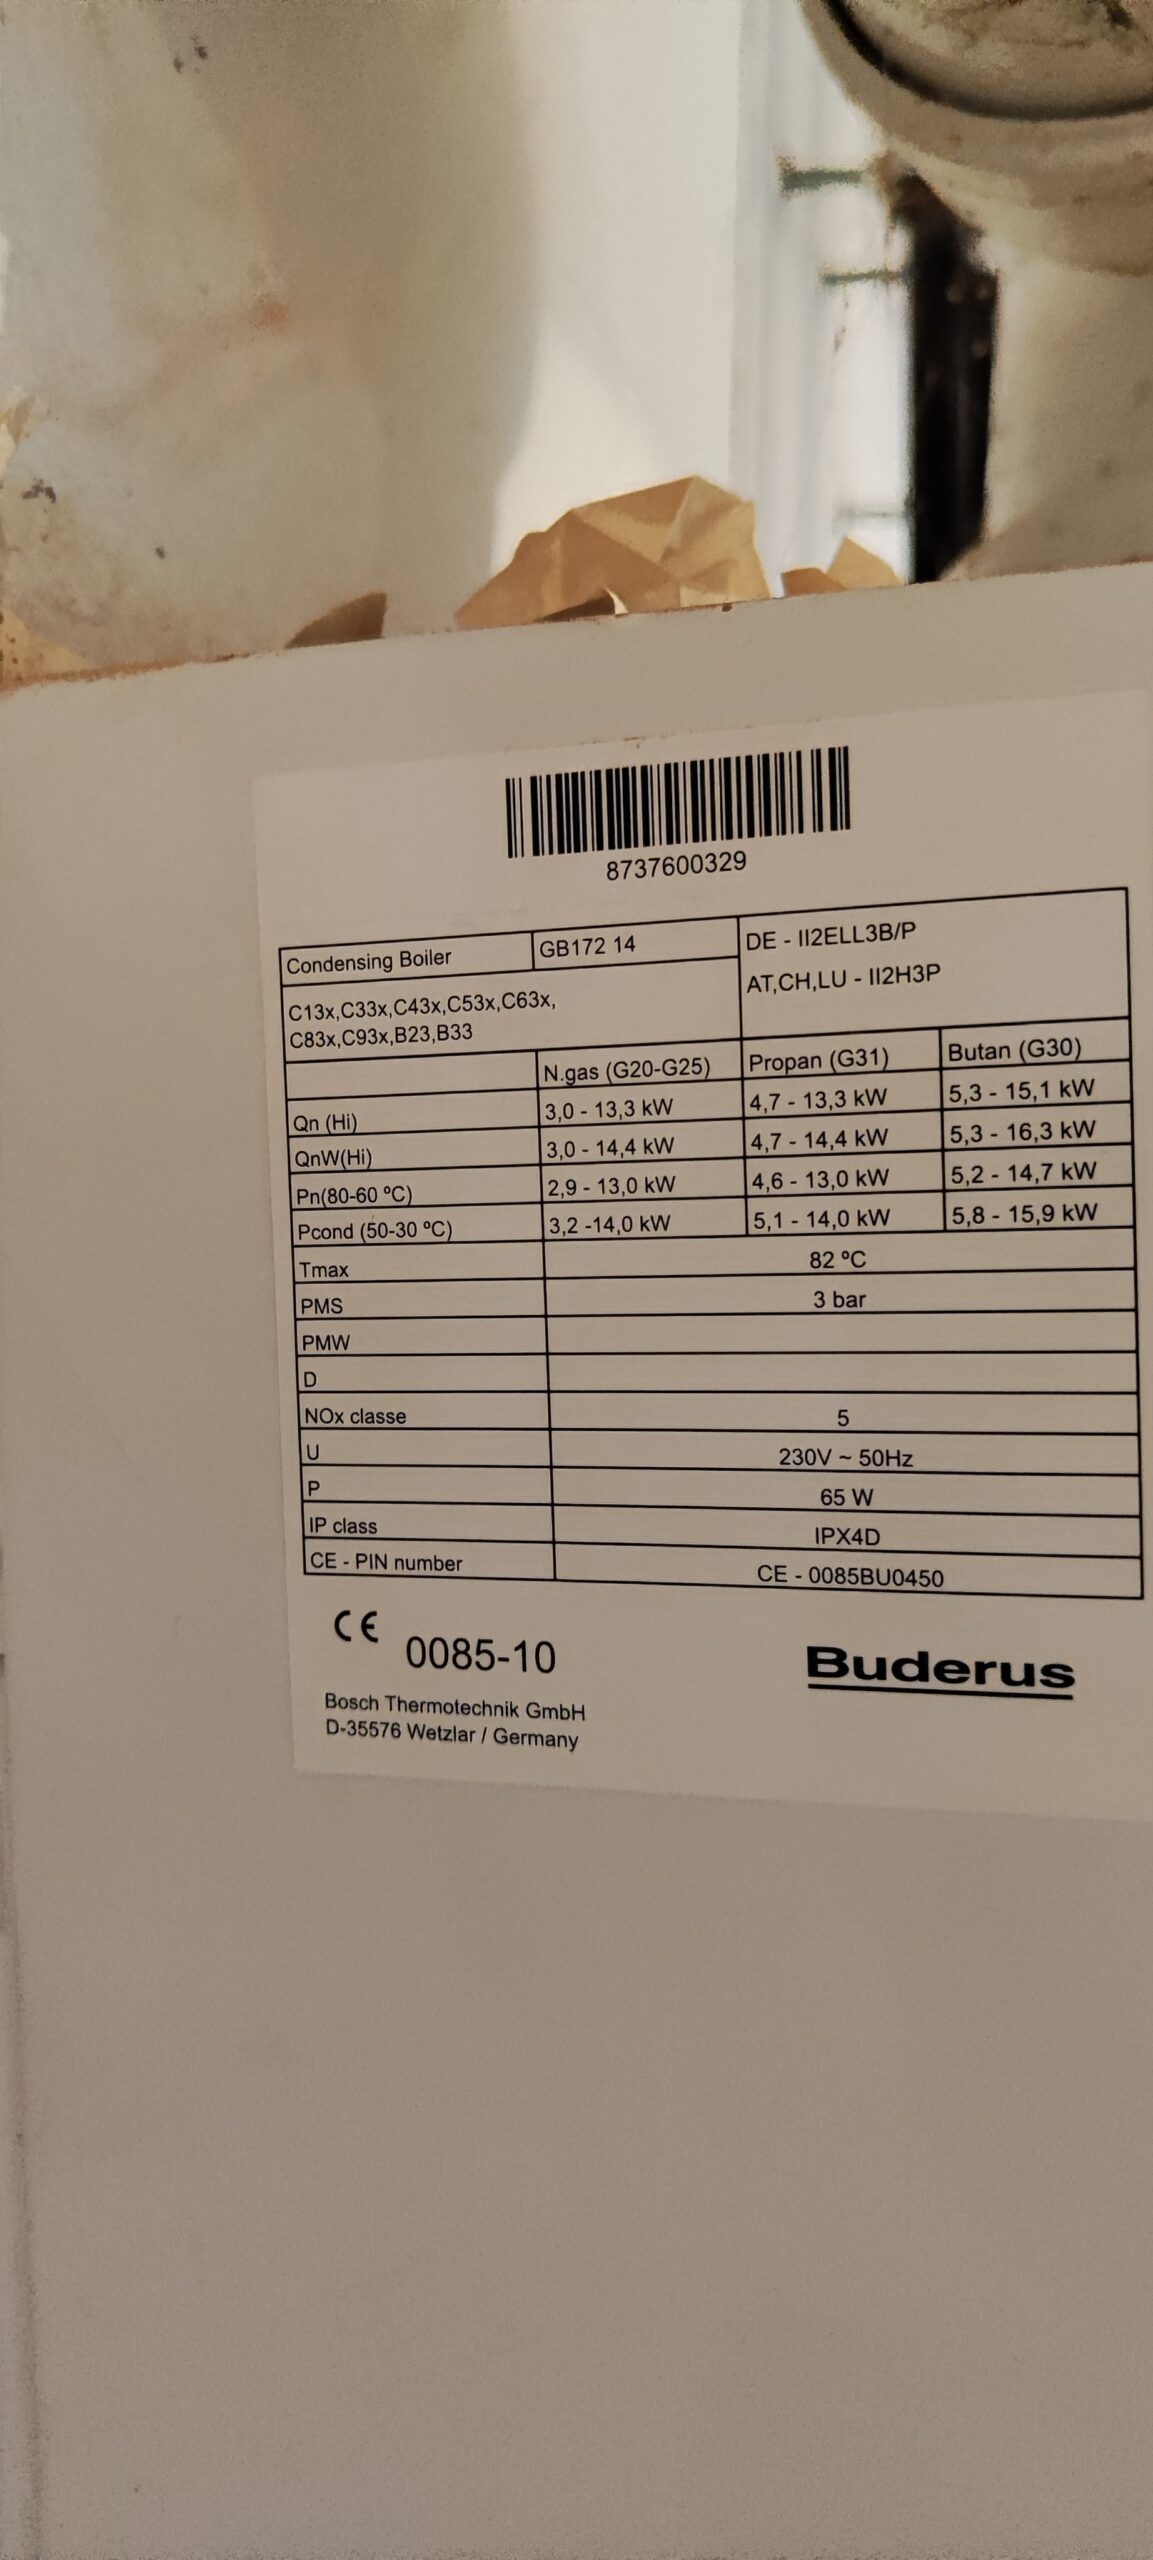 8737600329
Condensing Boiler GB172 14 DE - II2ELL3B/P
AT,CH,LU - II2H3P
C13x,C33x,C43x,C53x,C63x,
C83x,C93x,B23,B33
N.gas (G20-G25) Propan (G31) Butan (G30)
Qn (Hi) 3,0 - 13,3 kW 4,7 - 13,3 kW 5,3 - 15,1 kW
QnW(Hi) 3,0 - 14,4 kW 4,7 - 14,4 kW 5,3 - 16,3 kW
Pn(80-60 ºC) 2,9 - 13,0 kW 4,6 - 13,0 kW 5,2 - 14,7 kW
Pcond (50-30 ºC) 3,2 -14,0 kW 5,1 - 14,0 kW 5,8 - 15,9 kW
Tmax 82 ºC
PMS 3 bar
PMW
D
NOx classe 5
U 230V ~ 50Hz
P 65 W
IP class IPX4D
CE - PIN number CE - 0085BU0450
CE 0085-10
Buderus
Bosch Thermotechnik GmbH
D-35576 Wetzlar / Germany